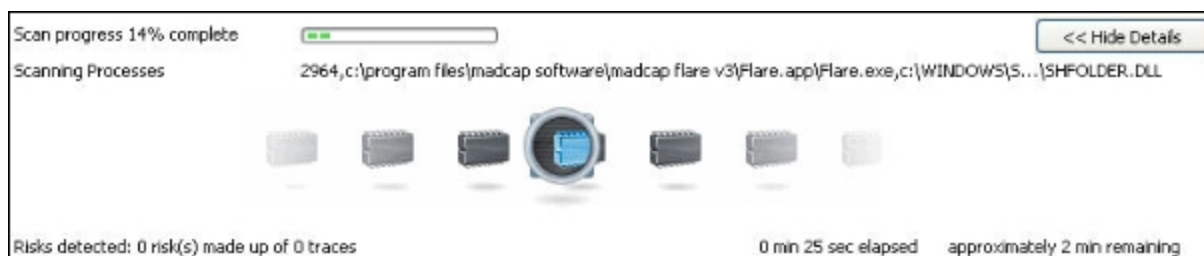 Scan progress 14% complete
<< Hide Details
Scanning Processes 2964,c:\program files\madcap software\madcap flare v3\Flare.app\Flare.exe,c:\WINDOWS\S...\SHFOLDER.DLL
Risks detected: 0 risk(s) made up of 0 traces 0 min 25 sec elapsed approximately 2 min remaining